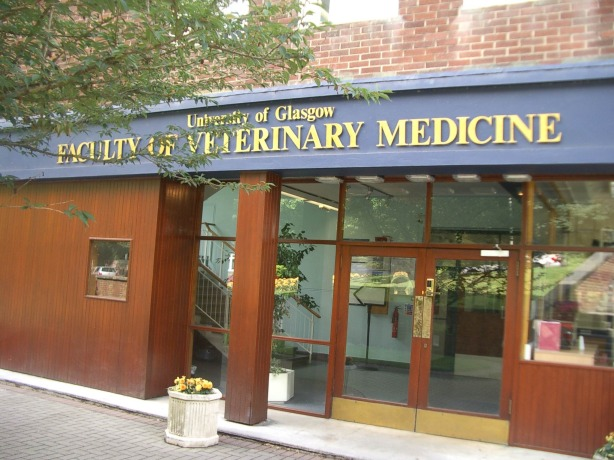 University of Glasgow
FACULTY OF VETERINARY MEDICINE